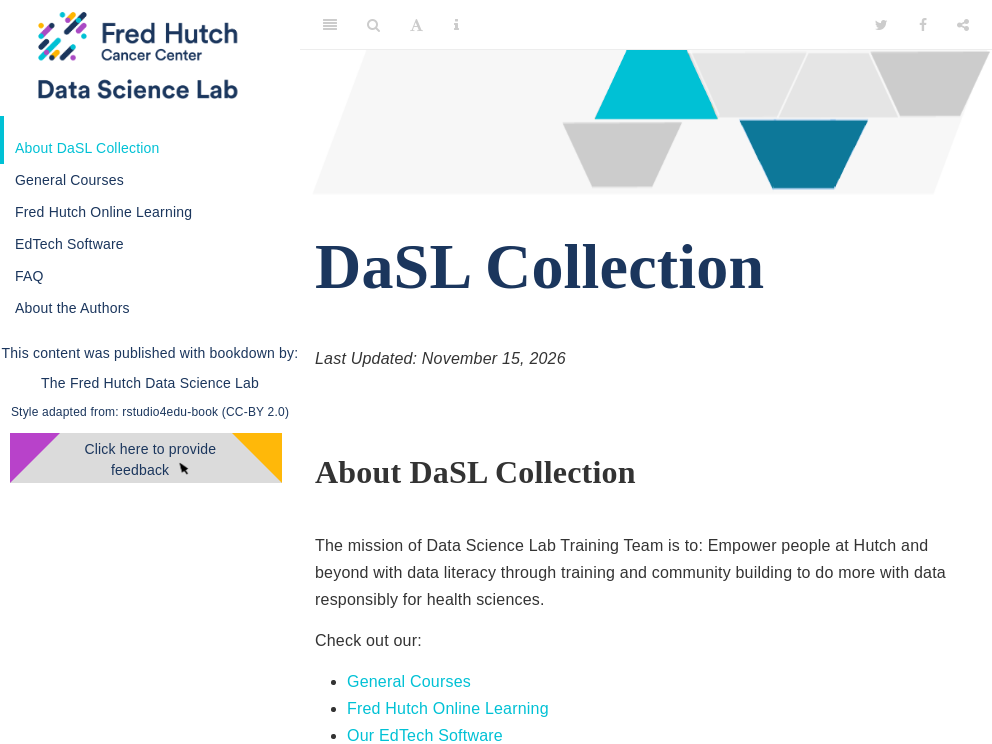 Fred Hutch
Cancer Center
Data Science Lab
About DaSL Collection
General Courses
Fred Hutch Online Learning
EdTech Software
FAQ
About the Authors
This content was published with bookdown by:
The Fred Hutch Data Science Lab
Style adapted from: rstudio4edu-book (CC-BY 2.0)
Click here to provide
feedback
DaSL Collection
Last Updated: November 15, 2026
About DaSL Collection
The mission of Data Science Lab Training Team is to: Empower people at Hutch and
beyond with data literacy through training and community building to do more with data
responsibly for health sciences.
Check out our:
General Courses
Fred Hutch Online Learning
Our EdTech Software